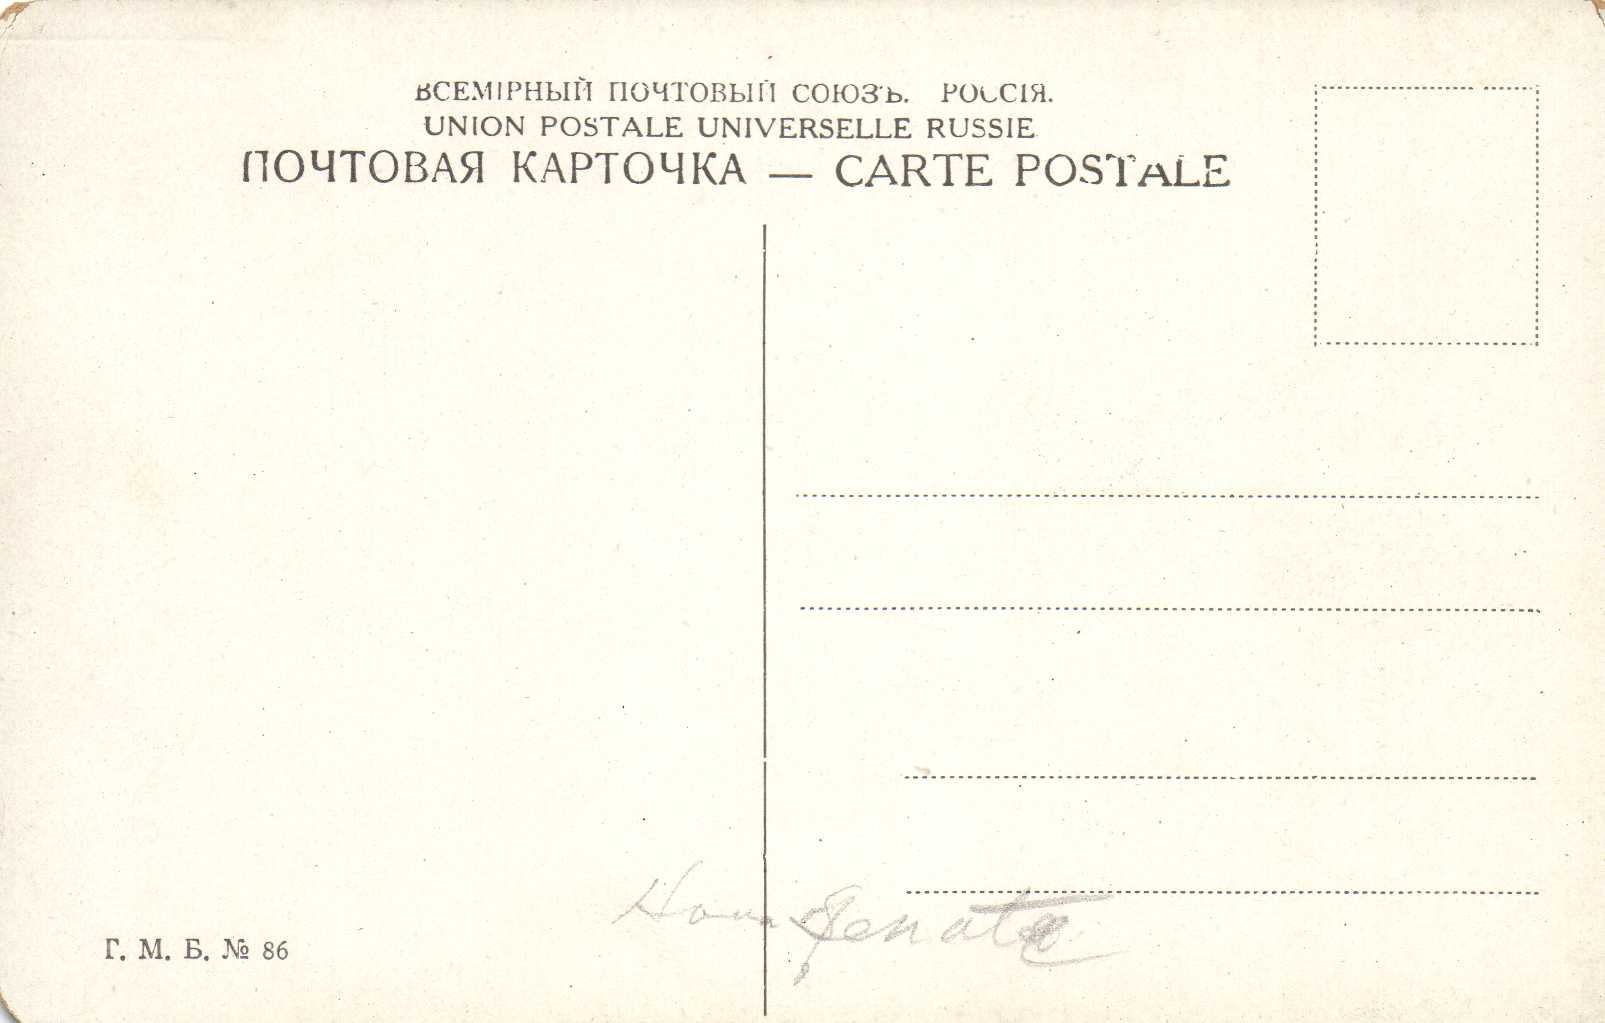 ВСЕМІРНЫЙ ПОЧТОВЫЙ СОЮЗЪ. РОССІЯ.
UNION POSTALE UNIVERSELLE RUSSIE
ПОЧТОВАЯ КАРТОЧКА — CARTE POSTALE
Г. М. Б. № 86